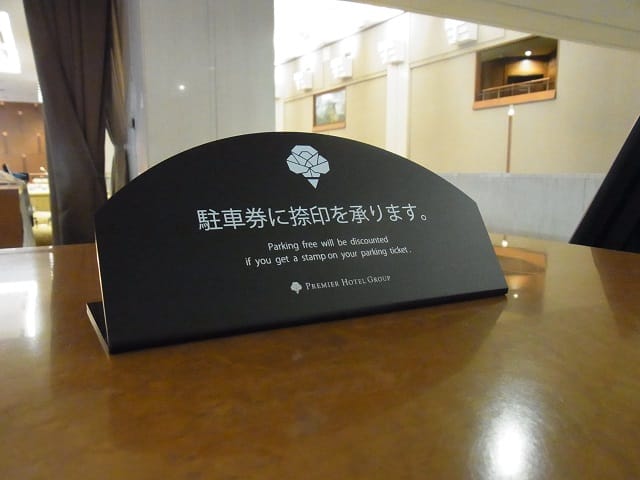 駐車券に捺印を承ります。
Parking free will be discounted
if you get a stamp on your parking ticket.
PREMIER HOTEL GROUP